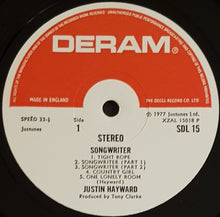 DERAM
MADE IN ENGLAND
THE DECCA RECORD CO. LTD
SPEED 33⅓
Justunes
Side
1
STEREO
℗ 1977 Justunes Ltd.
XZAL 15018 P
SDL 15
SONGWRITER
1. TIGHT ROPE
2. SONGWRITER (PART 1)
3. SONGWRITER (PART 2)
4. COUNTRY GIRL
5. ONE LONELY ROOM
(Hayward)
JUSTIN HAYWARD
Produced by Tony Clarke